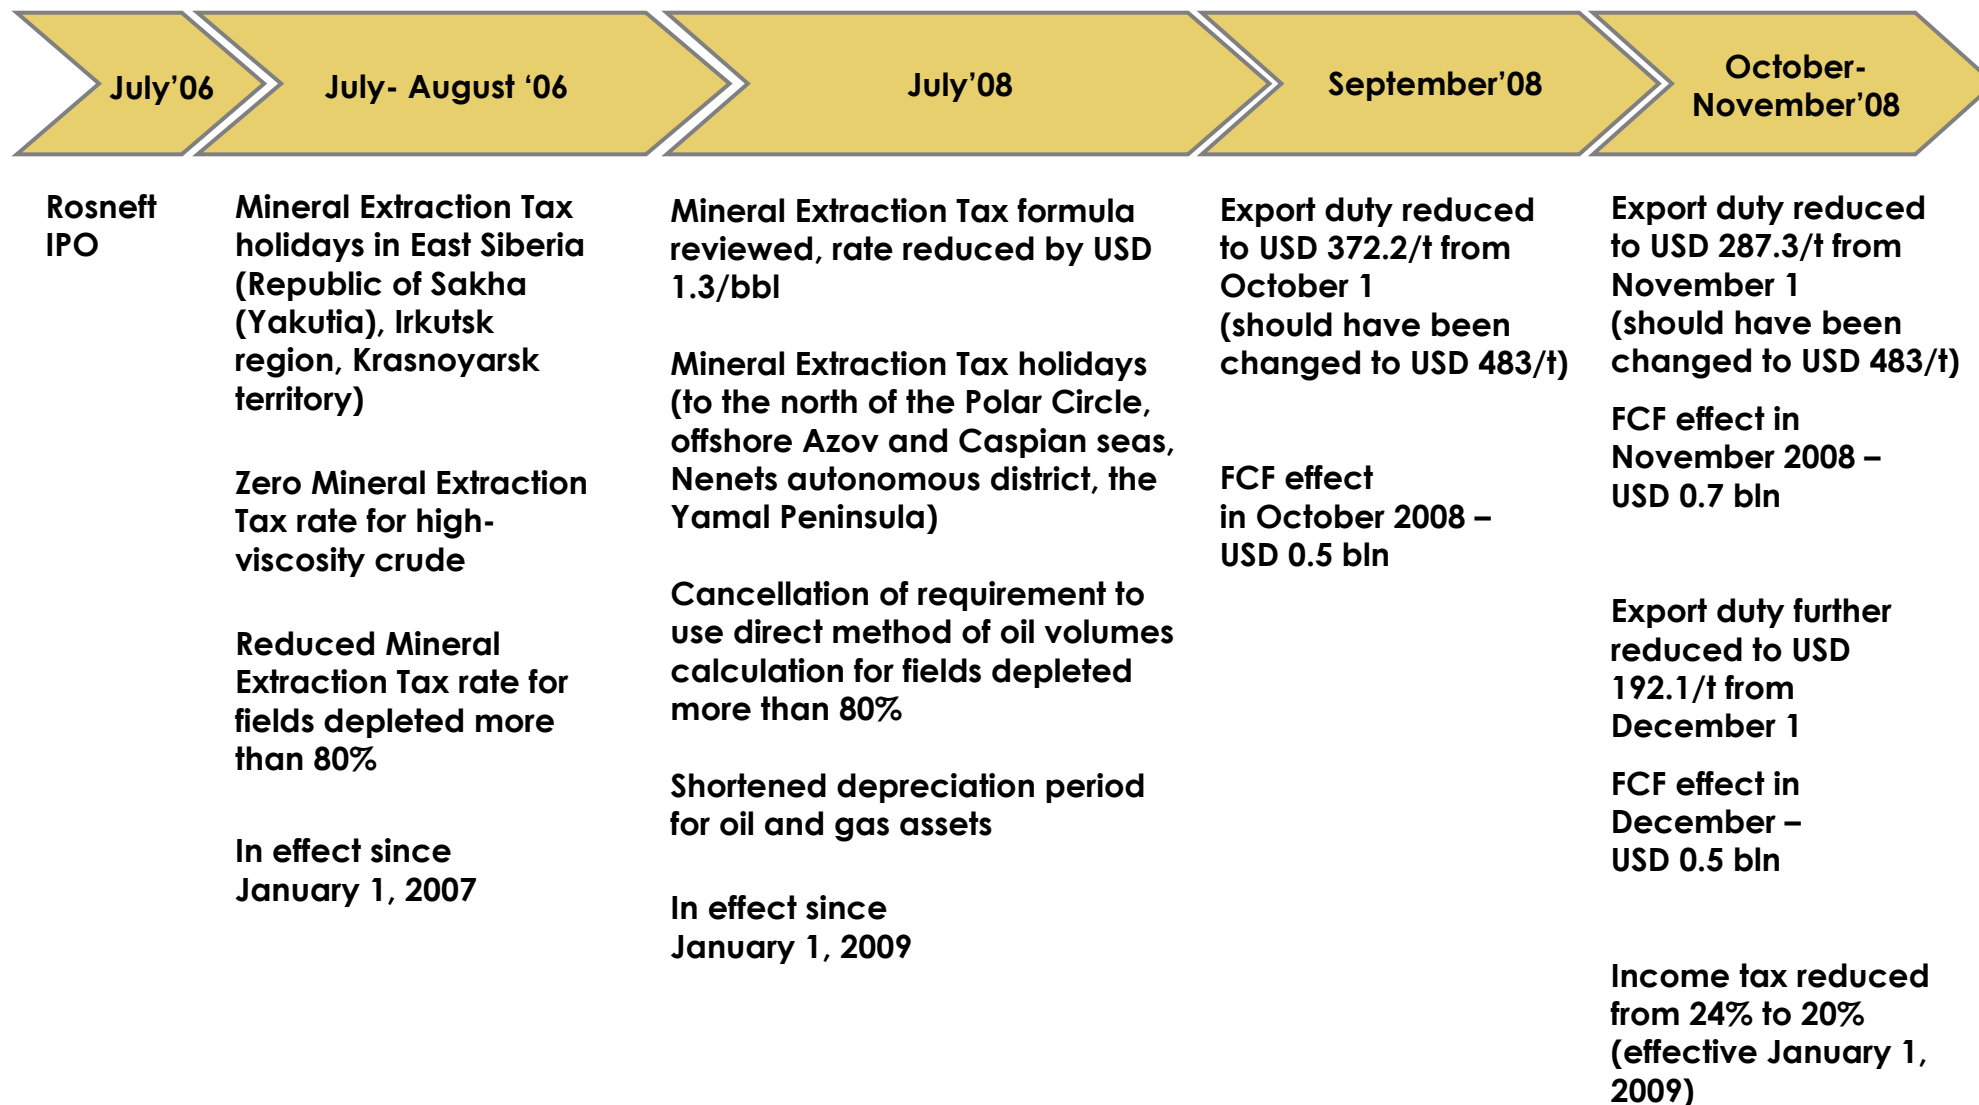 July'06
July- August ‘06
July’08
September’08
October-
November’08
Rosneft
IPO
Mineral Extraction Tax
holidays in East Siberia
(Republic of Sakha
(Yakutia), Irkutsk
region, Krasnoyarsk
territory)
Zero Mineral Extraction
Tax rate for high-
viscosity crude
Reduced Mineral
Extraction Tax rate for
fields depleted more
than 80%
In effect since
January 1, 2007
Mineral Extraction Tax formula
reviewed, rate reduced by USD
1.3/bbl
Mineral Extraction Tax holidays
(to the north of the Polar Circle,
offshore Azov and Caspian seas,
Nenets autonomous district, the
Yamal Peninsula)
Cancellation of requirement to
use direct method of oil volumes
calculation for fields depleted
more than 80%
Shortened depreciation period
for oil and gas assets
In effect since
January 1, 2009
Export duty reduced
to USD 372.2/t from
October 1
(should have been
changed to USD 483/t)
FCF effect
in October 2008 –
USD 0.5 bln
Export duty reduced
to USD 287.3/t from
November 1
(should have been
changed to USD 483/t)
FCF effect in
November 2008 –
USD 0.7 bln
Export duty further
reduced to USD
192.1/t from
December 1
FCF effect in
December –
USD 0.5 bln
Income tax reduced
from 24% to 20%
(effective January 1,
2009)